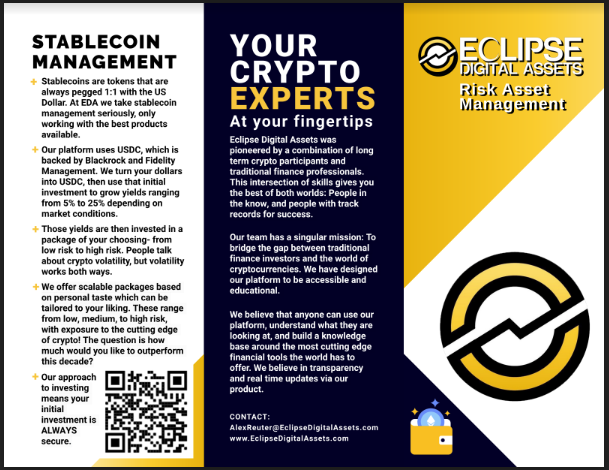 STABLECOIN
MANAGEMENT
Stablecoins are tokens that are
always pegged 1:1 with the US
Dollar. At EDA we take stablecoin
management seriously, only
working with the best products
available.
Our platform uses USDC, which is
backed by Blackrock and Fidelity
Management. We turn your dollars
into USDC, then use that initial
investment to grow yields ranging
from 5% to 25% depending on
market conditions.
Those yields are then invested in a
package of your choosing- from
low risk to high risk. People talk
about crypto volatility, but volatility
works both ways.
We offer scalable packages based
on personal taste which can be
tailored to your liking. These range
from low, medium, to high risk,
with exposure to the cutting edge
of crypto! The question is how
much would you like to outperform
this decade?
Our approach
to investing
means your
initial
investment is
ALWAYS
secure.
YOUR
CRYPTO
EXPERTS
At your fingertips
Eclipse Digital Assets was
pioneered by a combination of long
term crypto participants and
traditional finance professionals.
This intersection of skills gives you
the best of both worlds: People in
the know, and people with track
records for success.
Our team has a singular mission: To
bridge the gap between traditional
finance investors and the world of
cryptocurrencies. We have designed
our platform to be accessible and
educational.
We believe that anyone can use our
platform, understand what they are
looking at, and build a knowledge
base around the most cutting edge
financial tools the world has to
offer. We believe in transparency
and real time updates via our
product.
CONTACT:
AlexReuter@EclipseDigitalAssets.com
www.EclipseDigitalAssets.com
ECLIPSE
DIGITAL ASSETS
Risk Asset
Management